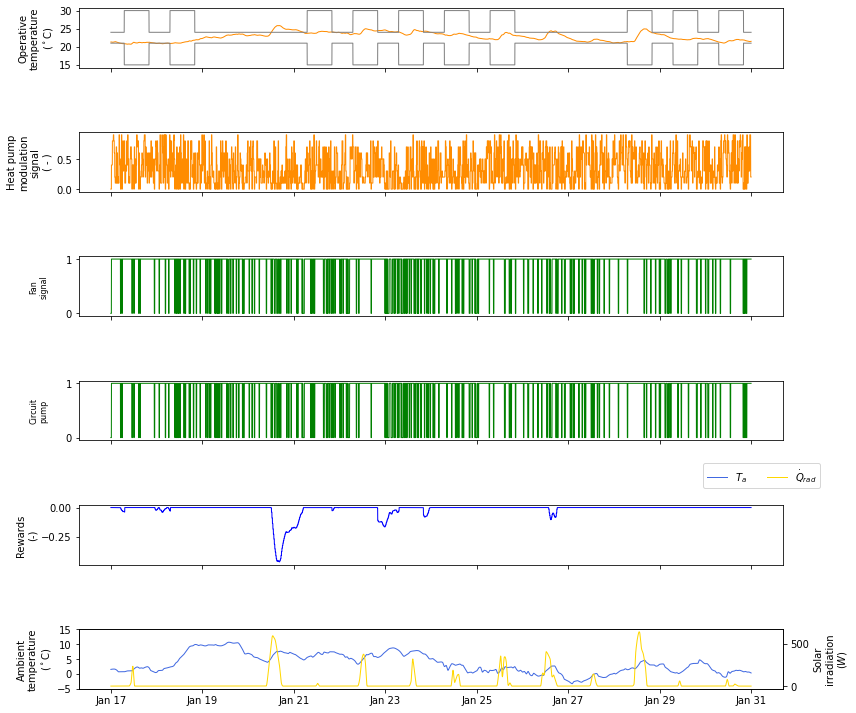 Operative
temperature
(°C)
30
25
20
15
Heat pump
modulation
signal
( - )
0.5
0.0
Fan
signal
1
0
Circuit
pump
1
0
T_a Q̇_rad
Rewards
(-)
0.00
−0.25
Ambient
temperature
(°C)
15
10
5
0
−5
500
0
Solar
irradiation
(W)
Jan 17 Jan 19 Jan 21 Jan 23 Jan 25 Jan 27 Jan 29 Jan 31